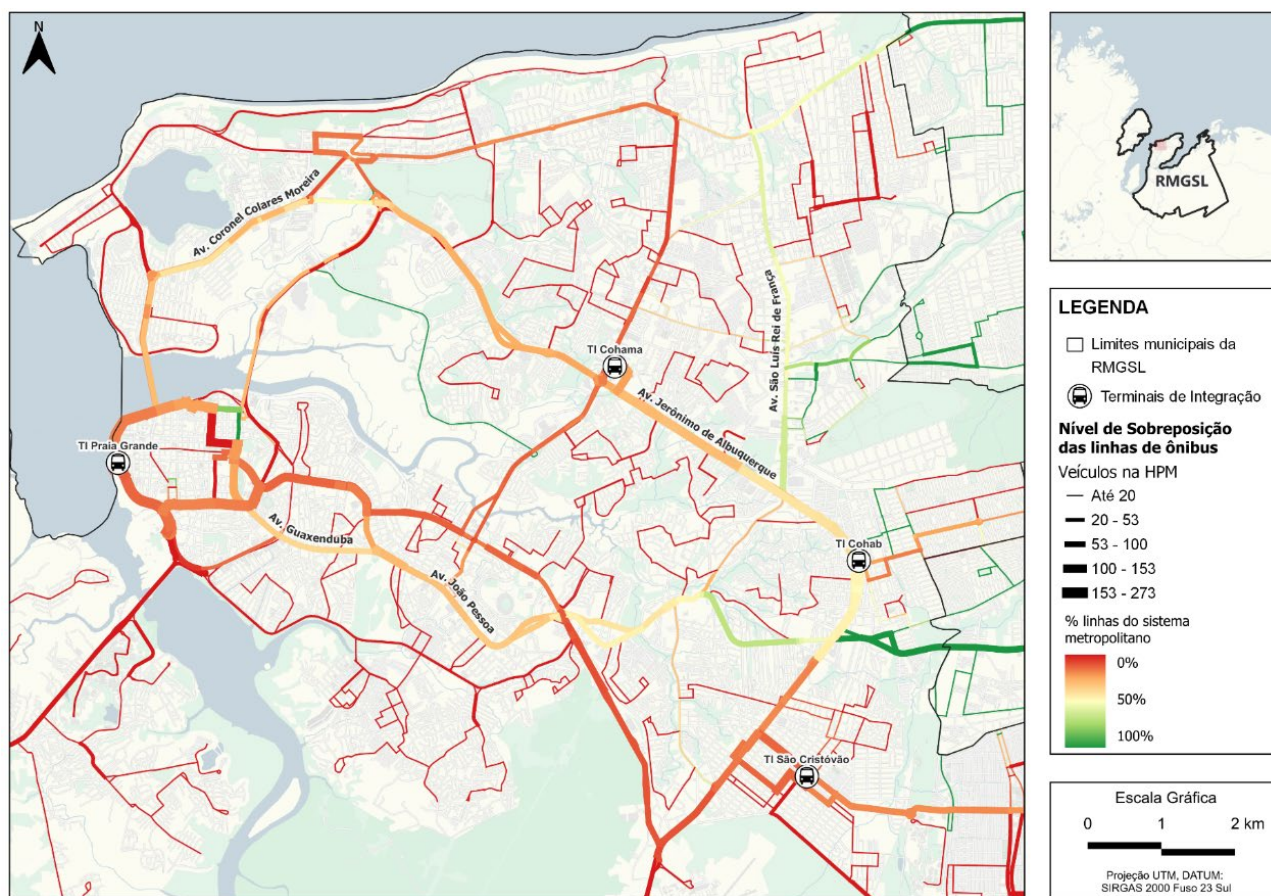 N
Av. Coronel Colares Moreira
Av. São Luís Rei de França
TI Cohama
Av. Jerônimo de Albuquerque
TI Praia Grande
Av. Guaxenduba
TI Cohab
Av. João Pessoa
TI São Cristóvão
RMGSL
LEGENDA
Limites municipais da
RMGSL
Terminais de Integração
Nível de Sobreposição
das linhas de ônibus
Veículos na HPM
Até 20
20 - 53
53 - 100
100 - 153
153 - 273
% linhas do sistema
metropolitano
0%
50%
100%
Escala Gráfica
0 1 2 km
Projeção UTM, DATUM:
SIRGAS 2000 Fuso 23 Sul